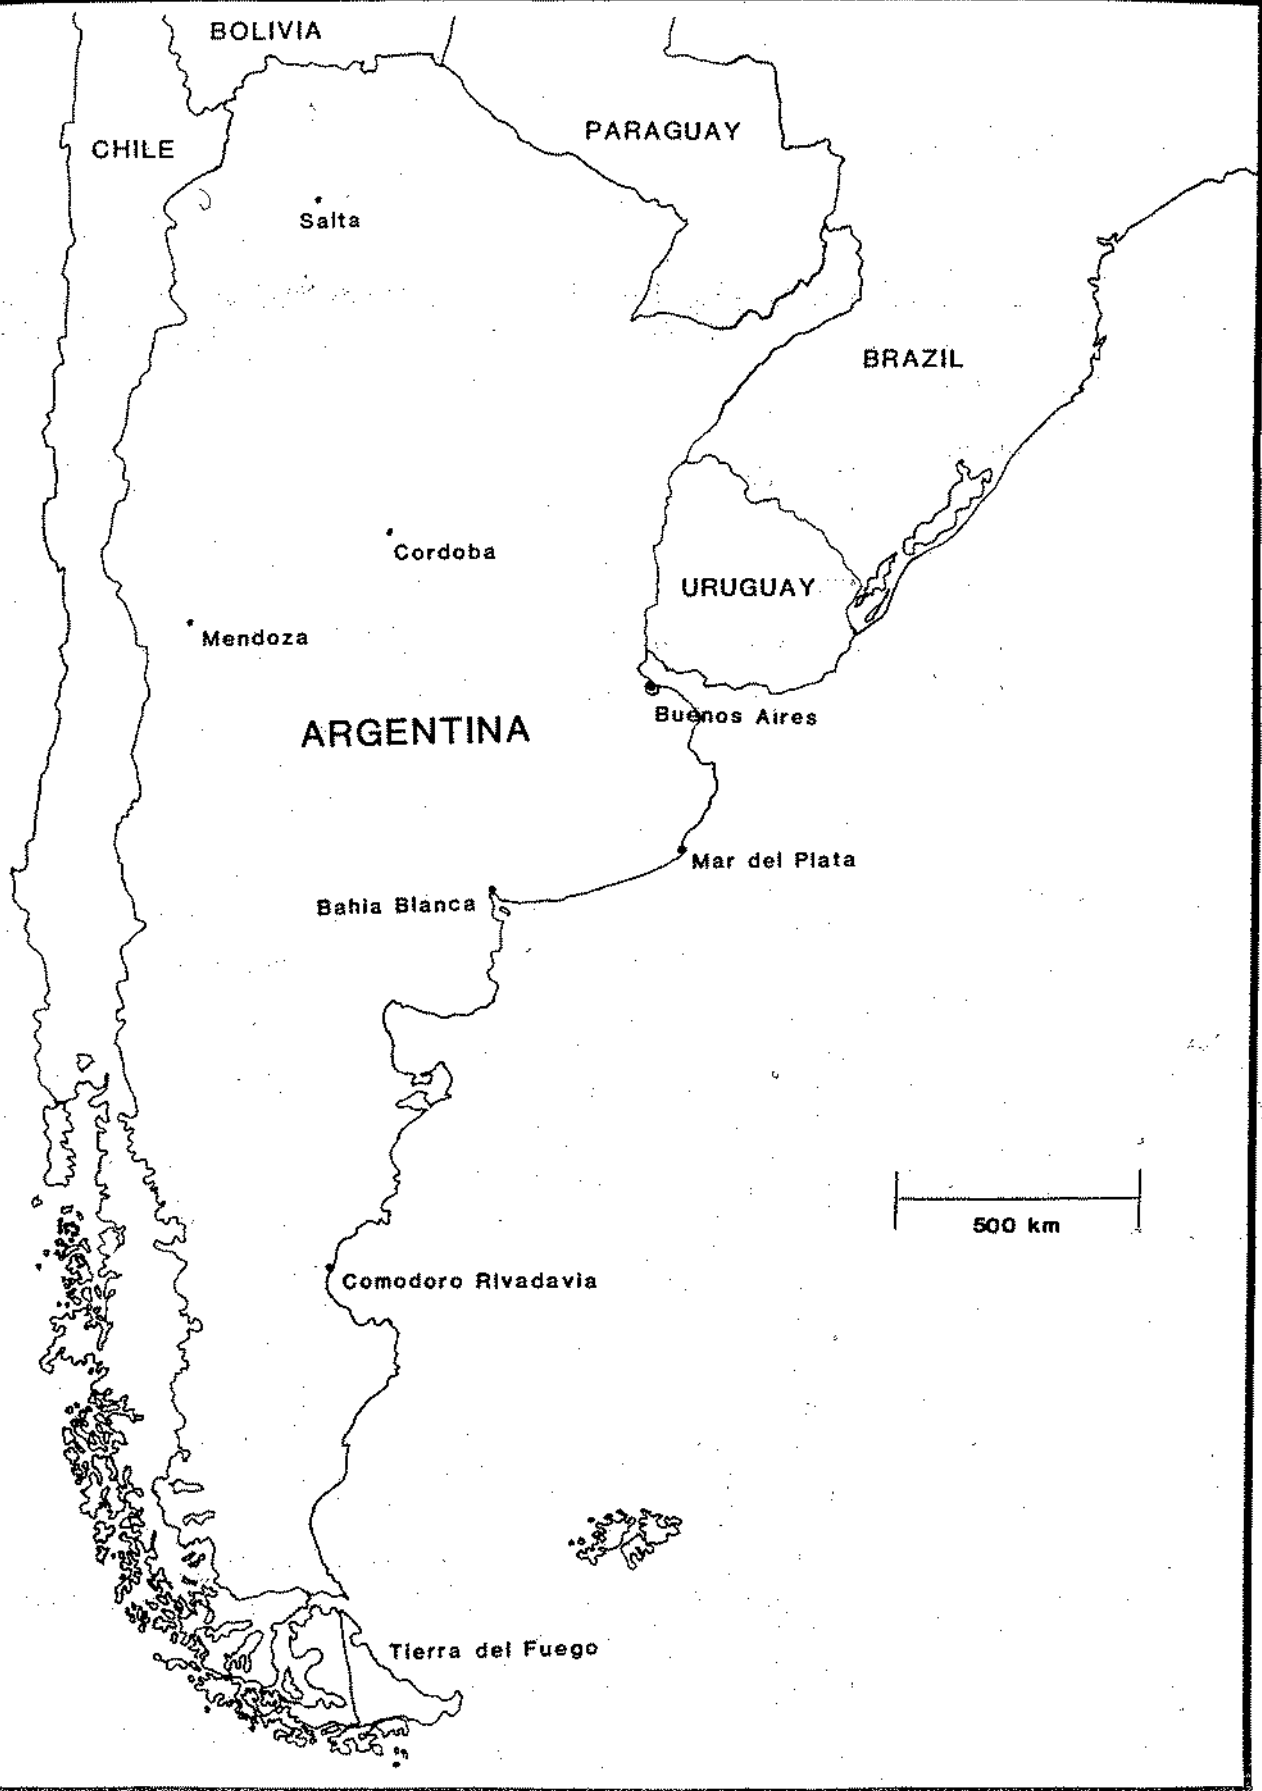 BOLIVIA
PARAGUAY
CHILE
Salta
BRAZIL
Cordoba
URUGUAY
Mendoza
Buenos Aires
ARGENTINA
Mar del Plata
Bahia Blanca
500 km
Comodoro Rivadavia
Tierra del Fuego